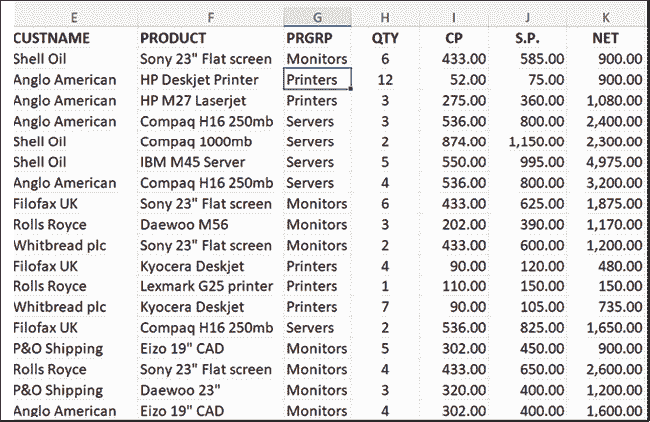 E F G H I J K
CUSTNAME PRODUCT PRGRP QTY CP S.P. NET
Shell Oil Sony 23" Flat screen Monitors 6 433.00 585.00 900.00
Anglo American HP Deskjet Printer Printers 12 52.00 75.00 900.00
Anglo American HP M27 Laserjet Printers 3 275.00 360.00 1,080.00
Anglo American Compaq H16 250mb Servers 3 536.00 800.00 2,400.00
Shell Oil Compaq 1000mb Servers 2 874.00 1,150.00 2,300.00
Shell Oil IBM M45 Server Servers 5 550.00 995.00 4,975.00
Anglo American Compaq H16 250mb Servers 4 536.00 800.00 3,200.00
Filofax UK Sony 23" Flat screen Monitors 6 433.00 625.00 1,875.00
Rolls Royce Daewoo M56 Monitors 3 202.00 390.00 1,170.00
Whitbread plc Sony 23" Flat screen Monitors 2 433.00 600.00 1,200.00
Filofax UK Kyocera Deskjet Printers 4 90.00 120.00 480.00
Rolls Royce Lexmark G25 printer Printers 1 110.00 150.00 150.00
Whitbread plc Kyocera Deskjet Printers 7 90.00 105.00 735.00
Filofax UK Compaq H16 250mb Servers 2 536.00 825.00 1,650.00
P&O Shipping Eizo 19" CAD Monitors 5 302.00 450.00 900.00
Rolls Royce Sony 23" Flat screen Monitors 4 433.00 650.00 2,600.00
P&O Shipping Daewoo 23" Monitors 3 320.00 400.00 1,200.00
Anglo American Eizo 19" CAD Monitors 4 302.00 400.00 1,600.00